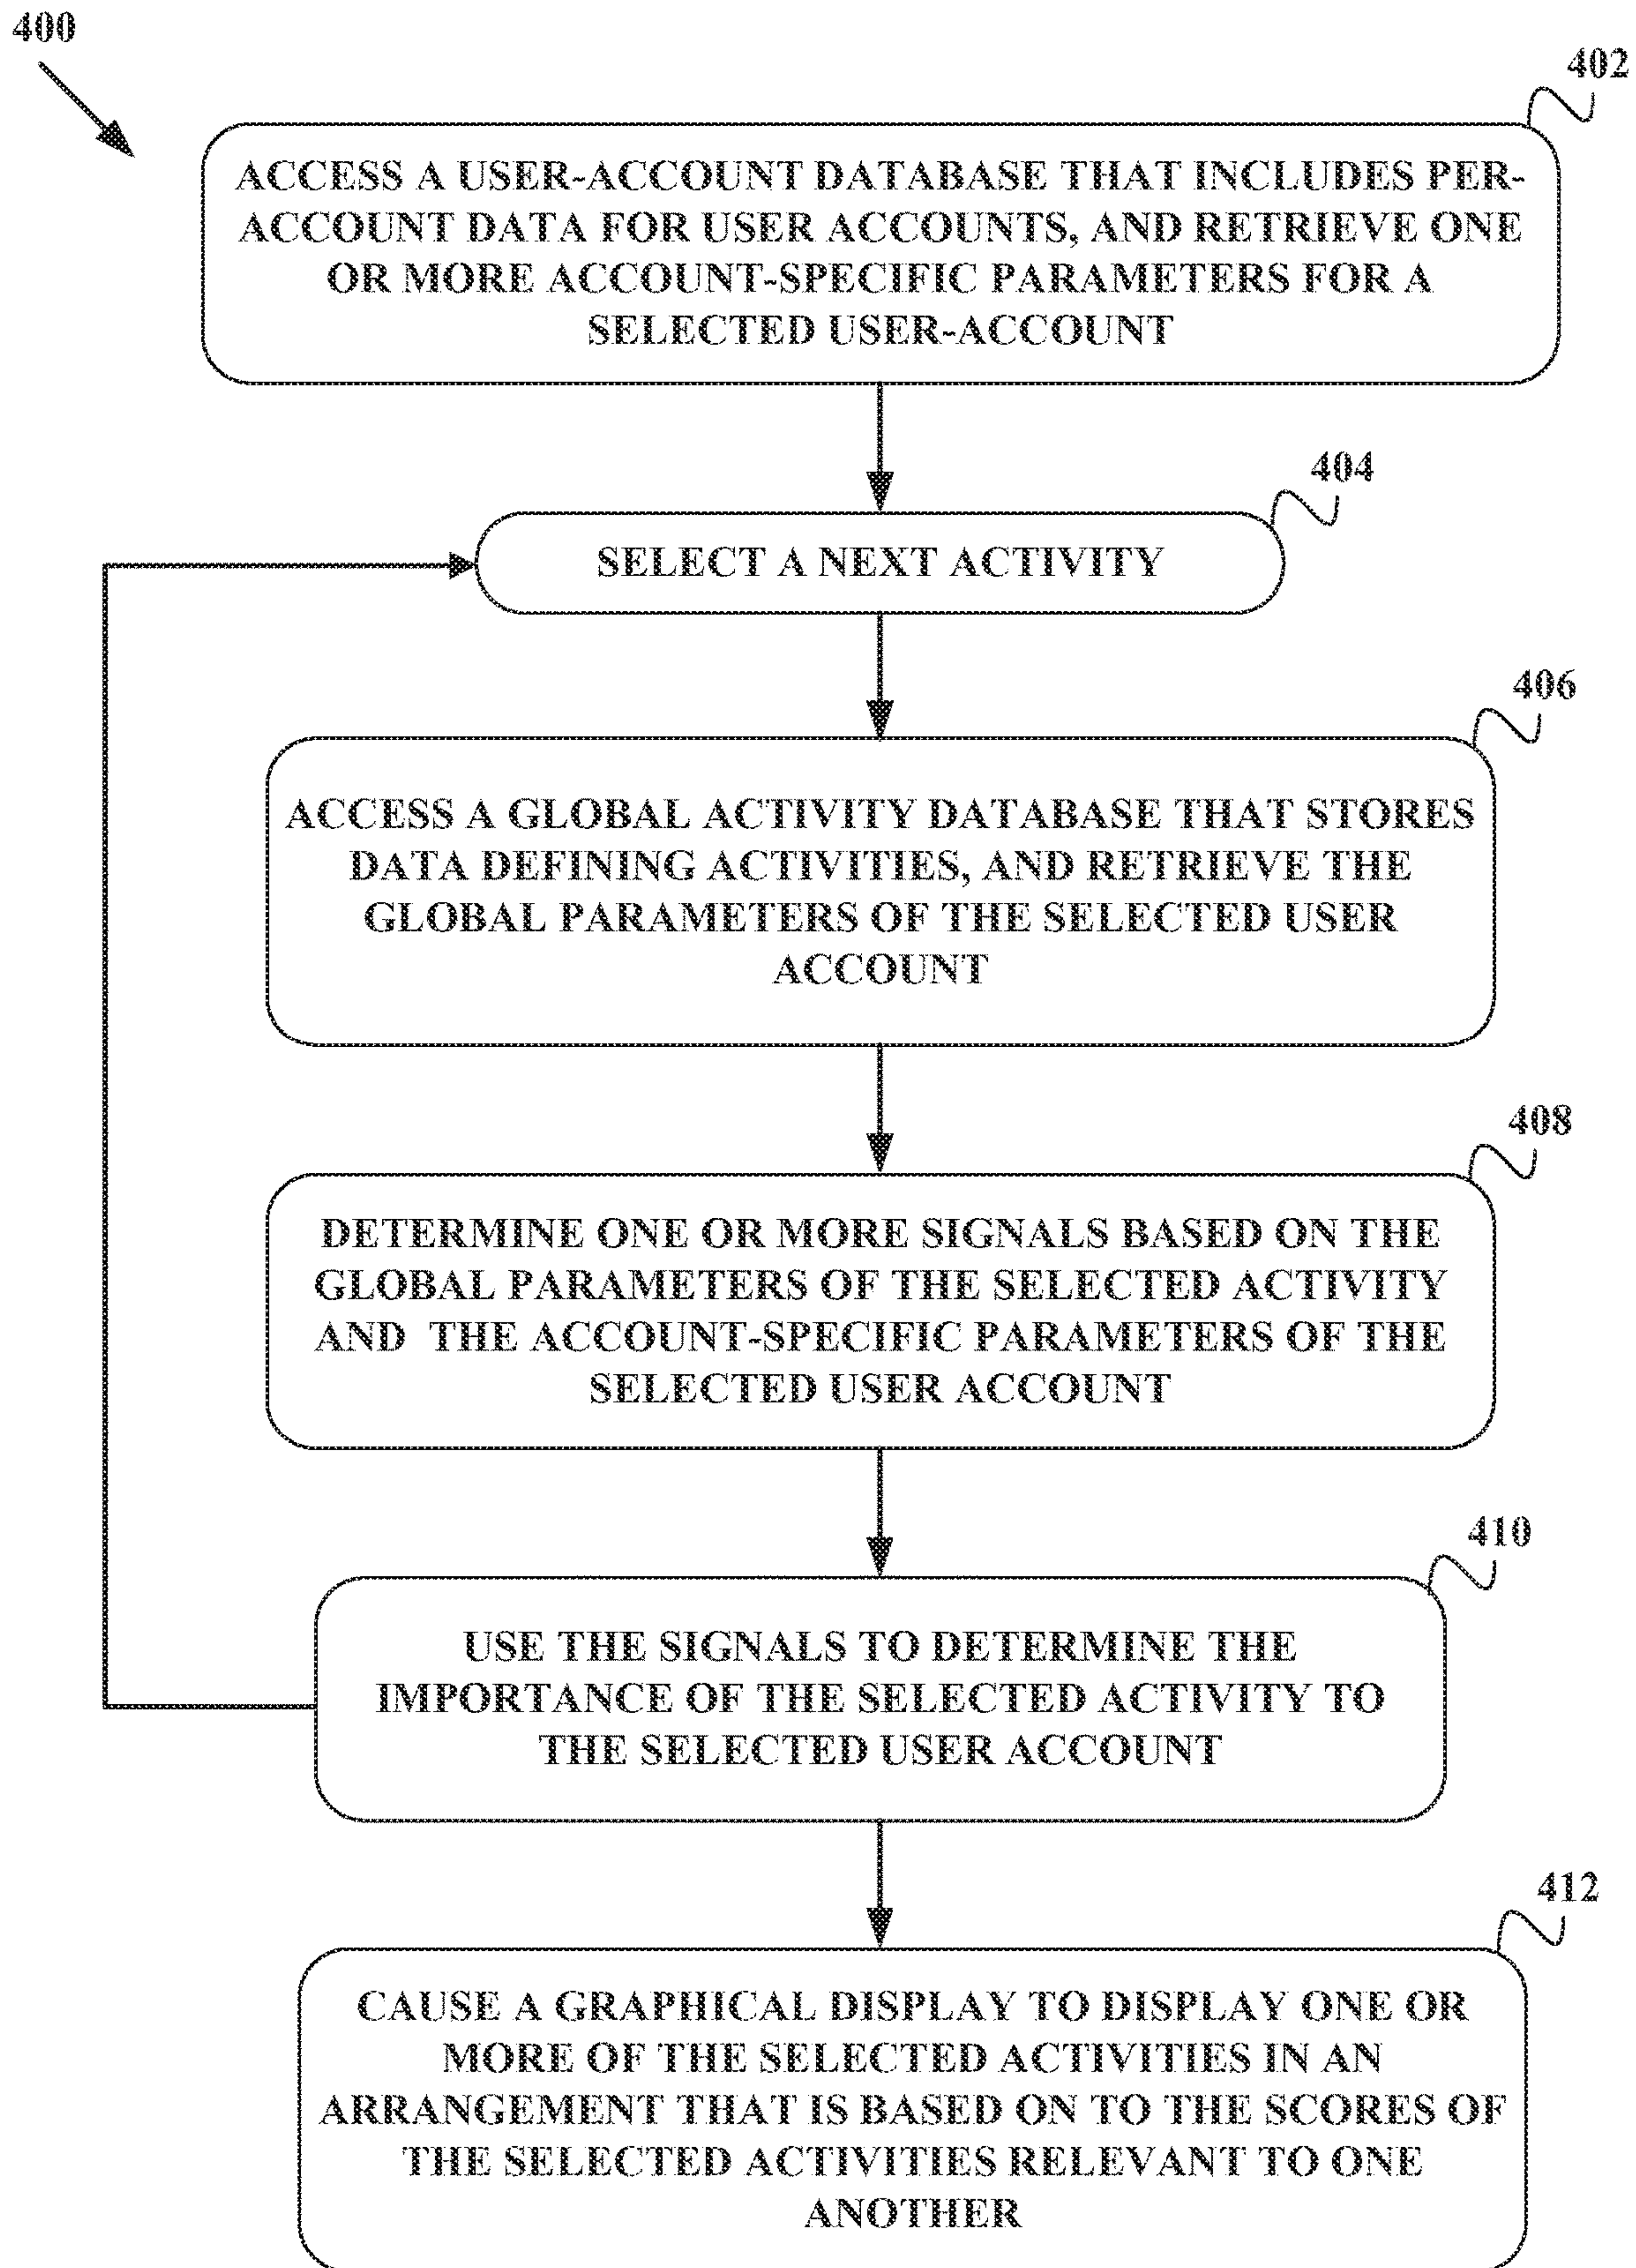 400
402
ACCESS A USER-ACCOUNT DATABASE THAT INCLUDES PER-
ACCOUNT DATA FOR USER ACCOUNTS, AND RETRIEVE ONE
OR MORE ACCOUNT-SPECIFIC PARAMETERS FOR A
SELECTED USER-ACCOUNT
404
SELECT A NEXT ACTIVITY
406
ACCESS A GLOBAL ACTIVITY DATABASE THAT STORES
DATA DEFINING ACTIVITIES, AND RETRIEVE THE
GLOBAL PARAMETERS OF THE SELECTED USER
ACCOUNT
408
DETERMINE ONE OR MORE SIGNALS BASED ON THE
GLOBAL PARAMETERS OF THE SELECTED ACTIVITY
AND THE ACCOUNT-SPECIFIC PARAMETERS OF THE
SELECTED USER ACCOUNT
410
USE THE SIGNALS TO DETERMINE THE
IMPORTANCE OF THE SELECTED ACTIVITY TO
THE SELECTED USER ACCOUNT
412
CAUSE A GRAPHICAL DISPLAY TO DISPLAY ONE OR
MORE OF THE SELECTED ACTIVITIES IN AN
ARRANGEMENT THAT IS BASED ON TO THE SCORES OF
THE SELECTED ACTIVITIES RELEVANT TO ONE
ANOTHER